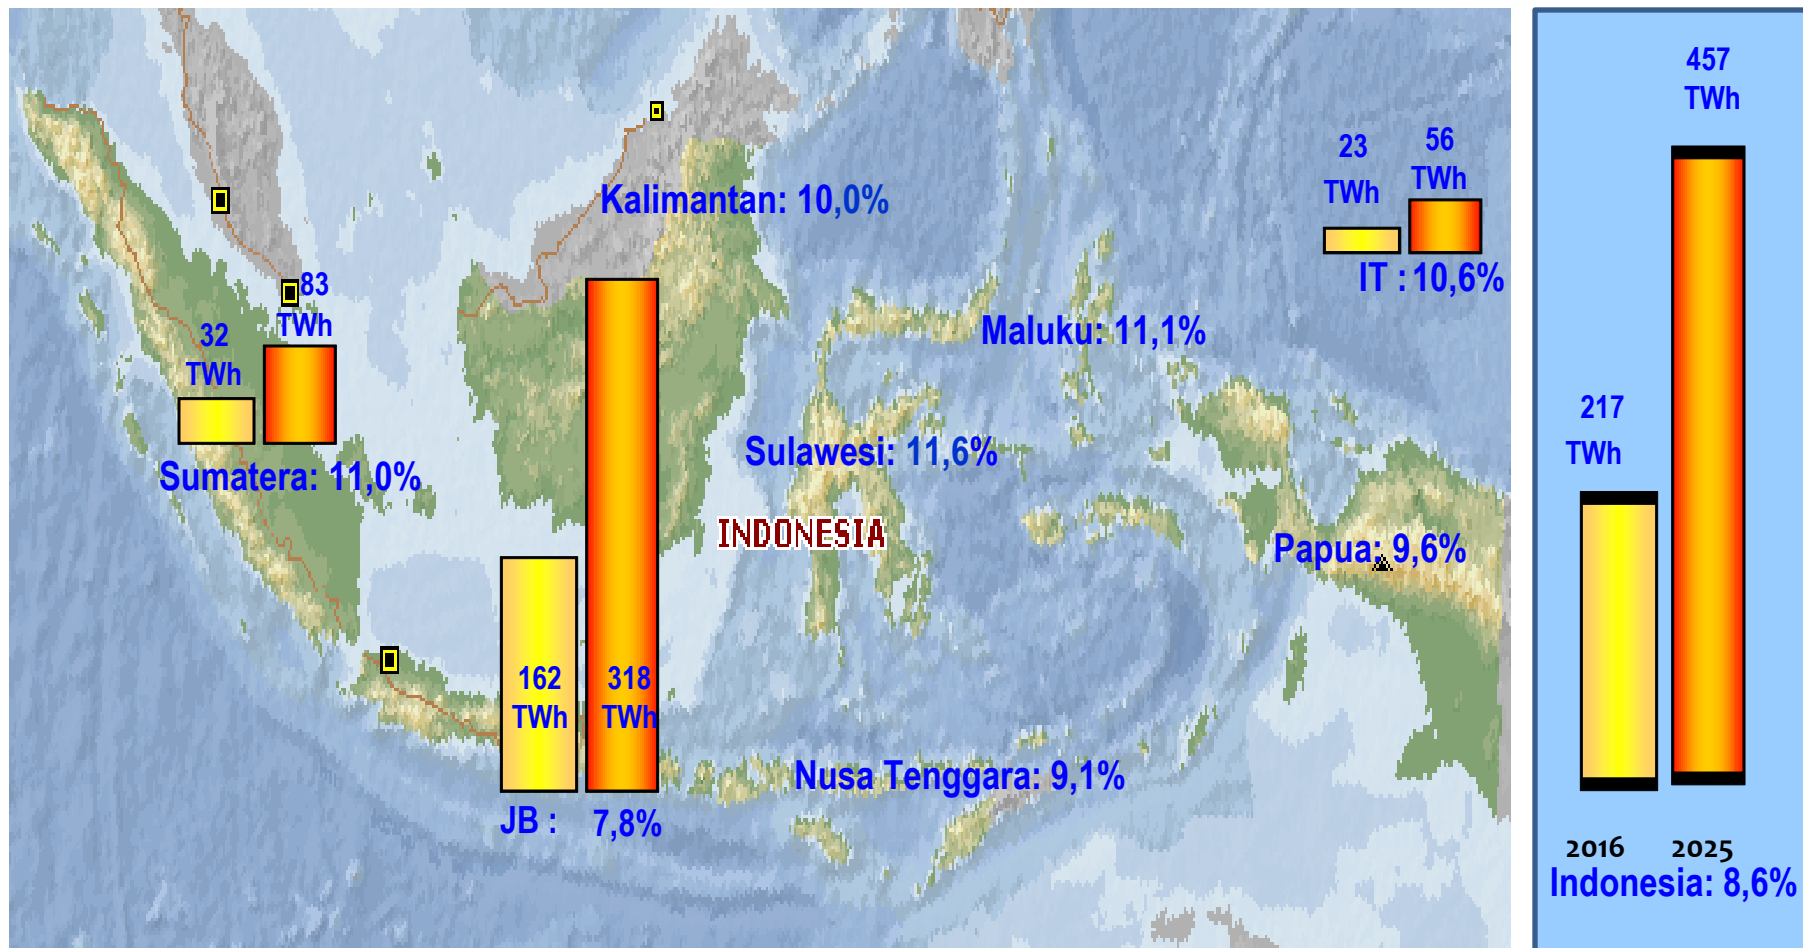 457
TWh
23
TWh
56
TWh
Kalimantan: 10,0%
IT : 10,6%
83
TWh
32
TWh
Maluku: 11,1%
217
TWh
Sulawesi: 11,6%
Sumatera: 11,0%
INDONESIA
Papua: 9,6%
162
TWh
318
TWh
Nusa Tenggara: 9,1%
JB : 7,8%
2016 2025
Indonesia: 8,6%